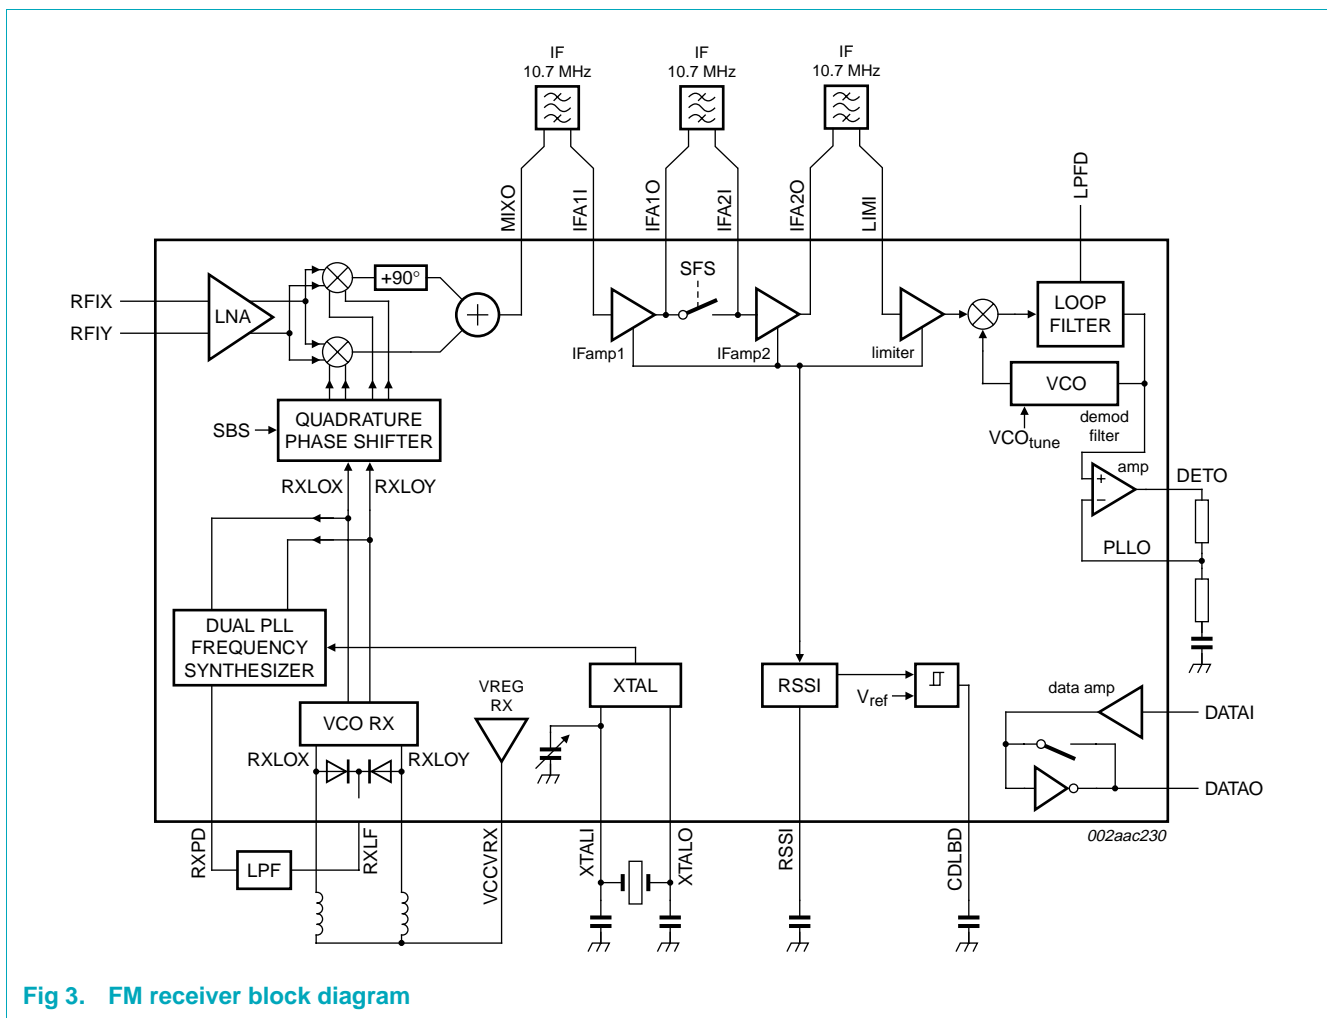 IF
10.7 MHz
IF
10.7 MHz
IF
10.7 MHz
MIXO
IFA1I
IFA1O
IFA2I
IFA2O
LIMI
LPFD
RFIX
RFIY
LNA
+90°
SFS
IFamp1
IFamp2
limiter
LOOP
FILTER
VCO
VCOtune
demod
filter
SBS
QUADRATURE
PHASE SHIFTER
RXLOX
RXLOY
amp
+
−
DETO
PLLO
DUAL PLL
FREQUENCY
SYNTHESIZER
VCO RX
RXLOX
RXLOY
VREG
RX
XTAL
RSSI
Vref
data amp
DATAI
DATAO
002aac230
RXPD
LPF
RXLF
VCCVRX
XTALI
XTALO
RSSI
CDLBD
Fig 3. FM receiver block diagram